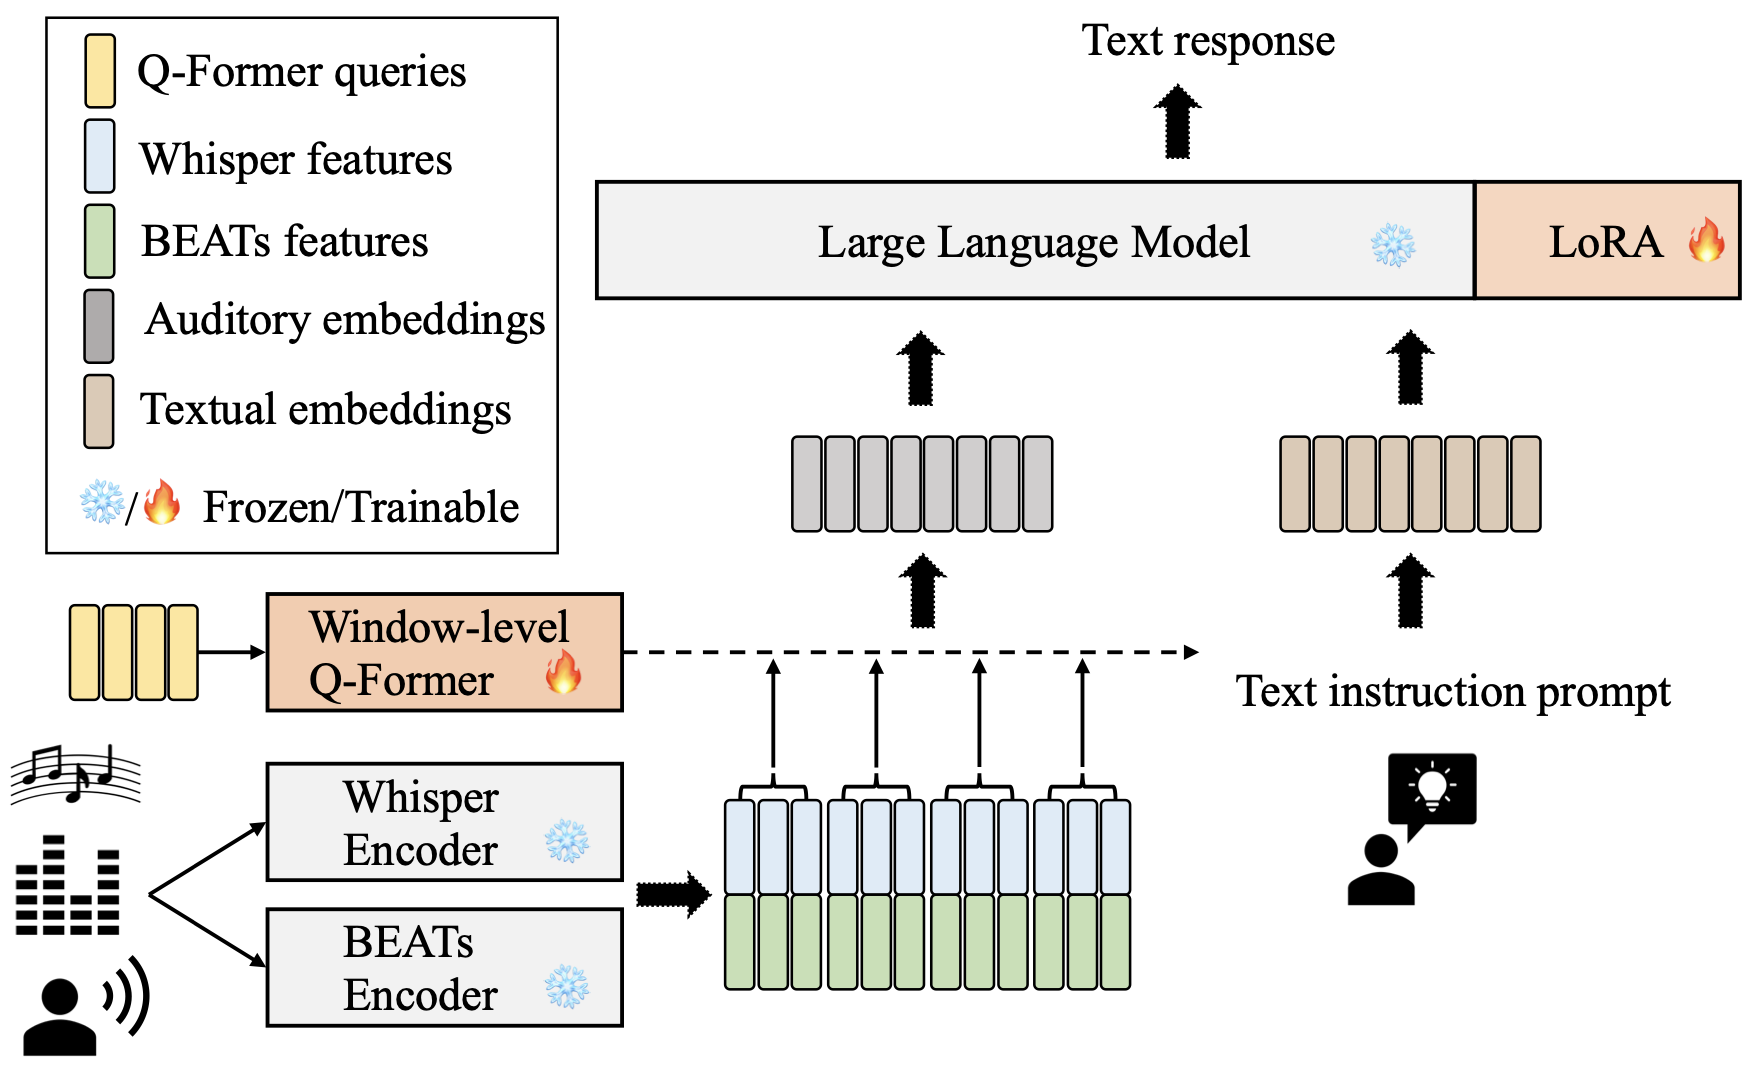 Q-Former queries
Whisper features
BEATs features
Auditory embeddings
Textual embeddings
/ Frozen/Trainable
Text response
Large Language Model
LoRA
Window-level
Q-Former
Text instruction prompt
Whisper
Encoder
BEATs
Encoder